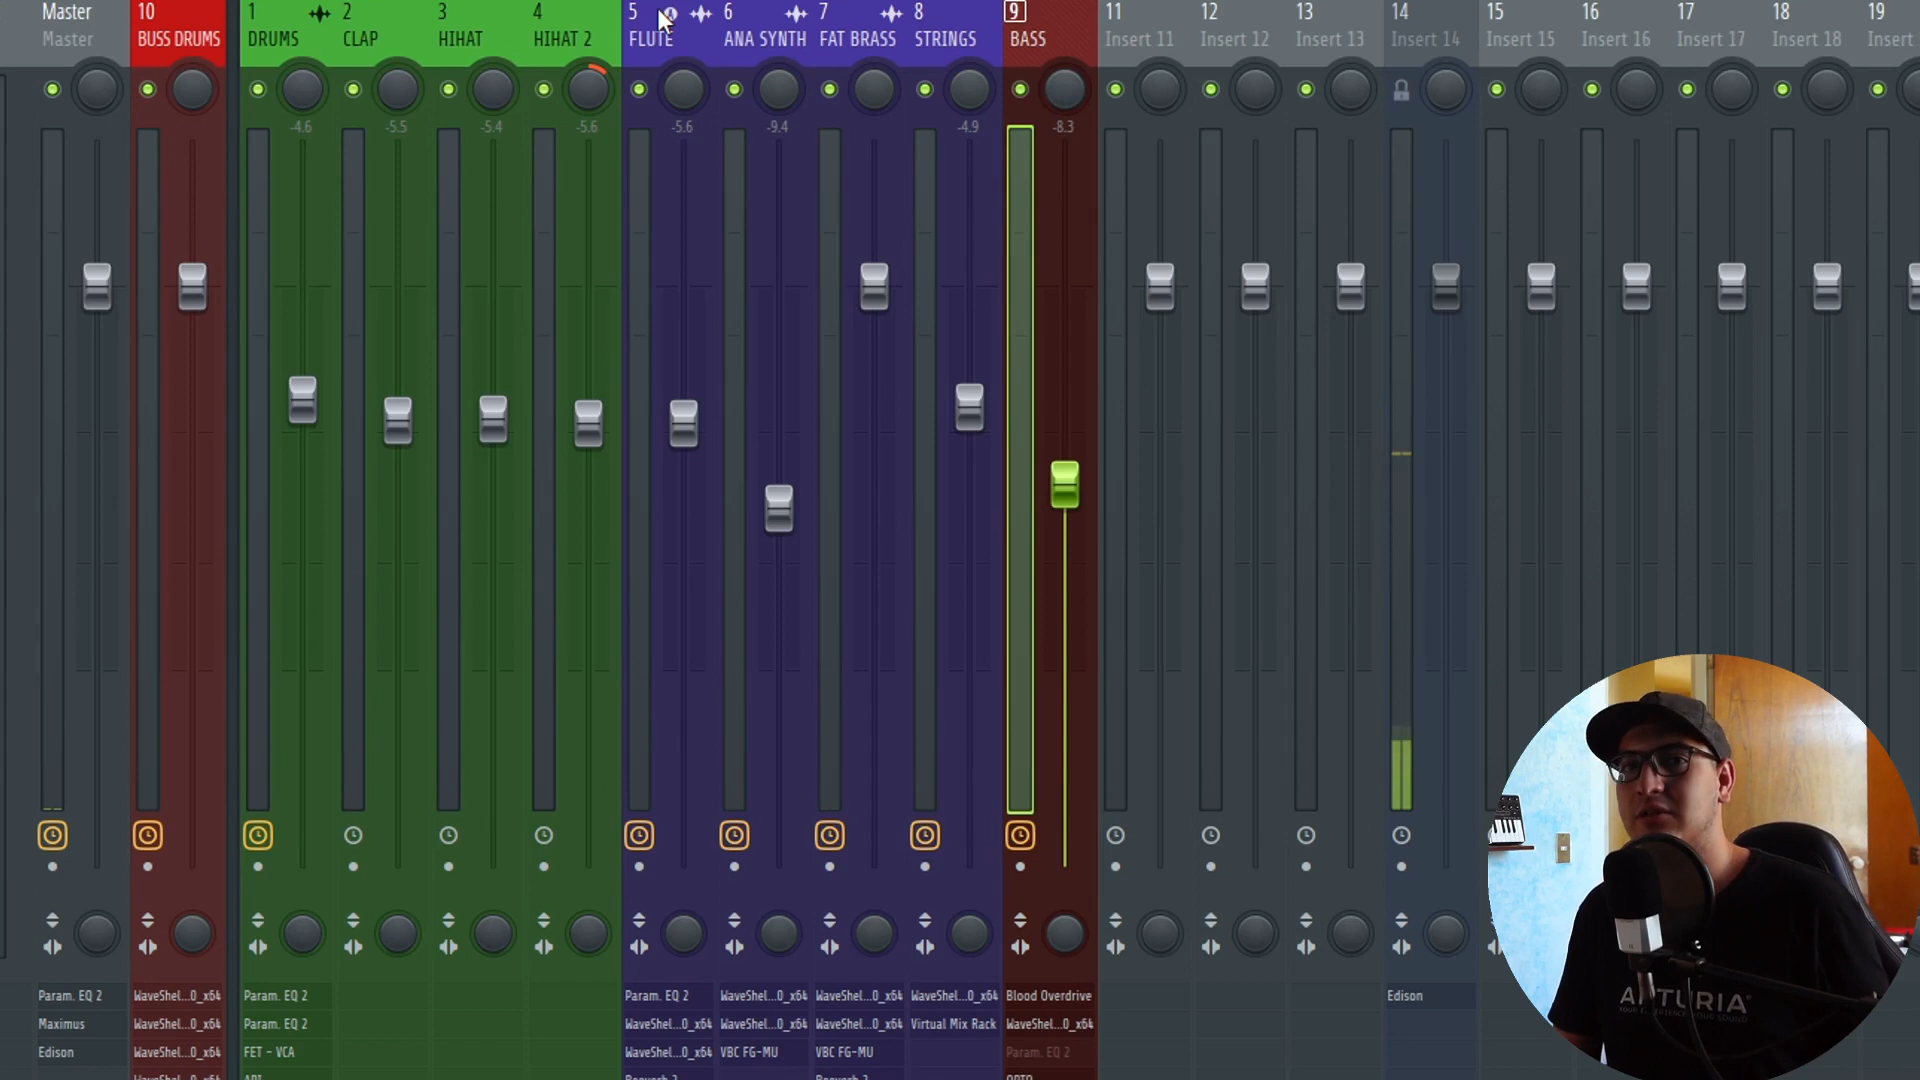 Master 10 1 2 3 4 5 6 7 8 9 11 12 13 14 15 16 17 18 19
Master BUSS DRUMS DRUMS CLAP HIHAT HIHAT 2 FLUTE ANA SYNTH FAT BRASS STRINGS BASS Insert 11 Insert 12 Insert 13 Insert 14 Insert 15 Insert 16 Insert 17 Insert 18 Insert
-4.6 -5.5 -5.4 -5.6 -5.6 -9.4 -4.9 -8.3
Param. EQ 2 WaveShel...0_x64 Param. EQ 2 Param. EQ 2 WaveShel...0_x64 WaveShel...0_x64 WaveShel...0_x64 Blood Overdrive Edison
Maximus WaveShel...0_x64 Param. EQ 2 WaveShel...0_x64 WaveShel...0_x64 WaveShel...0_x64 Virtual Mix Rack WaveShel...0_x64
Edison WaveShel...0_x64 FET - VCA WaveShel...0_x64 VBC FG-MU VBC FG-MU Param. EQ 2
ARTURIA